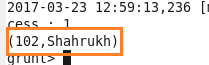 2017-03-23 12:59:13,236 [
cess : 1
(102,Shahrukh)
grunt>